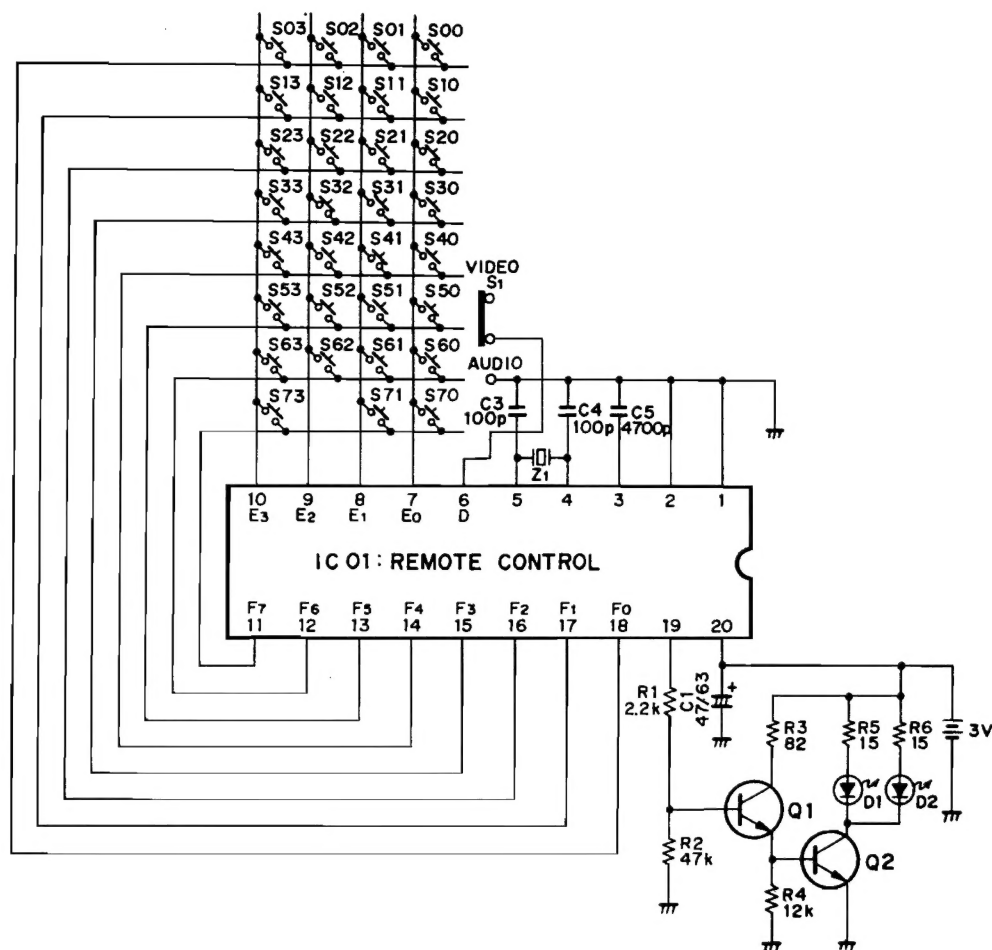 S03 S02 S01 S00
S13 S12 S11 S10
S23 S22 S21 S20
S33 S32 S31 S30
S43 S42 S41 S40
VIDEO
S1
S53 S52 S51 S50
S63 S62 S61 S60
AUDIO
S73 S71 S70
C3
100p
C4
100p
C5
4700p
Z1
10 9 8 7 6 5 4 3 2 1
E3 E2 E1 E0 D
IC 01: REMOTE CONTROL
F7 F6 F5 F4 F3 F2 F1 F0
11 12 13 14 15 16 17 18 19 20
R1
2.2k
C1
47/63
+
R3
82
R5
15
R6
15
3V
D1
D2
Q1
R2
47k
Q2
R4
12k